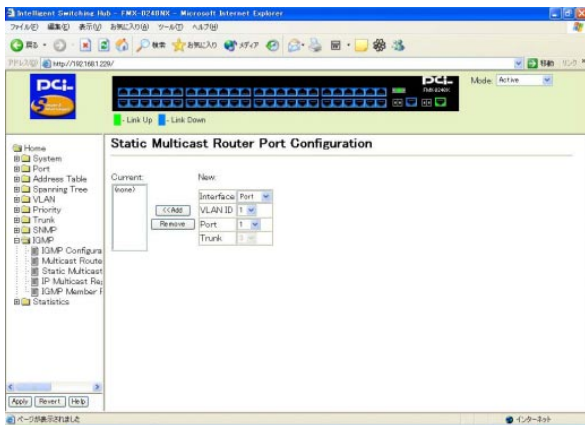 Intelligent Switching Hub - FMX-0248NX - Microsoft Internet Explorer
ファイル(F) 編集(E) 表示(V) お気に入り(A) ツール(T) ヘルプ(H)
戻る 検索 お気に入り メディア
アドレス(D) http://192.168.1.229/ 移動 リンク
PCi
PCi
Mode: Active
- Link Up - Link Down
Static Multicast Router Port Configuration
Home
System
Port
Address Table
Spanning Tree
VLAN
Priority
Trunk
SNMP
IGMP
IGMP Configura
Multicast Route
Static Multicast
IP Multicast Reg
IGMP Member F
Statistics
Current: New:
(none)
Interface Port
<<Add VLAN ID 1
Remove Port 1
Trunk
Apply Revert Help
ページが表示されました インターネット